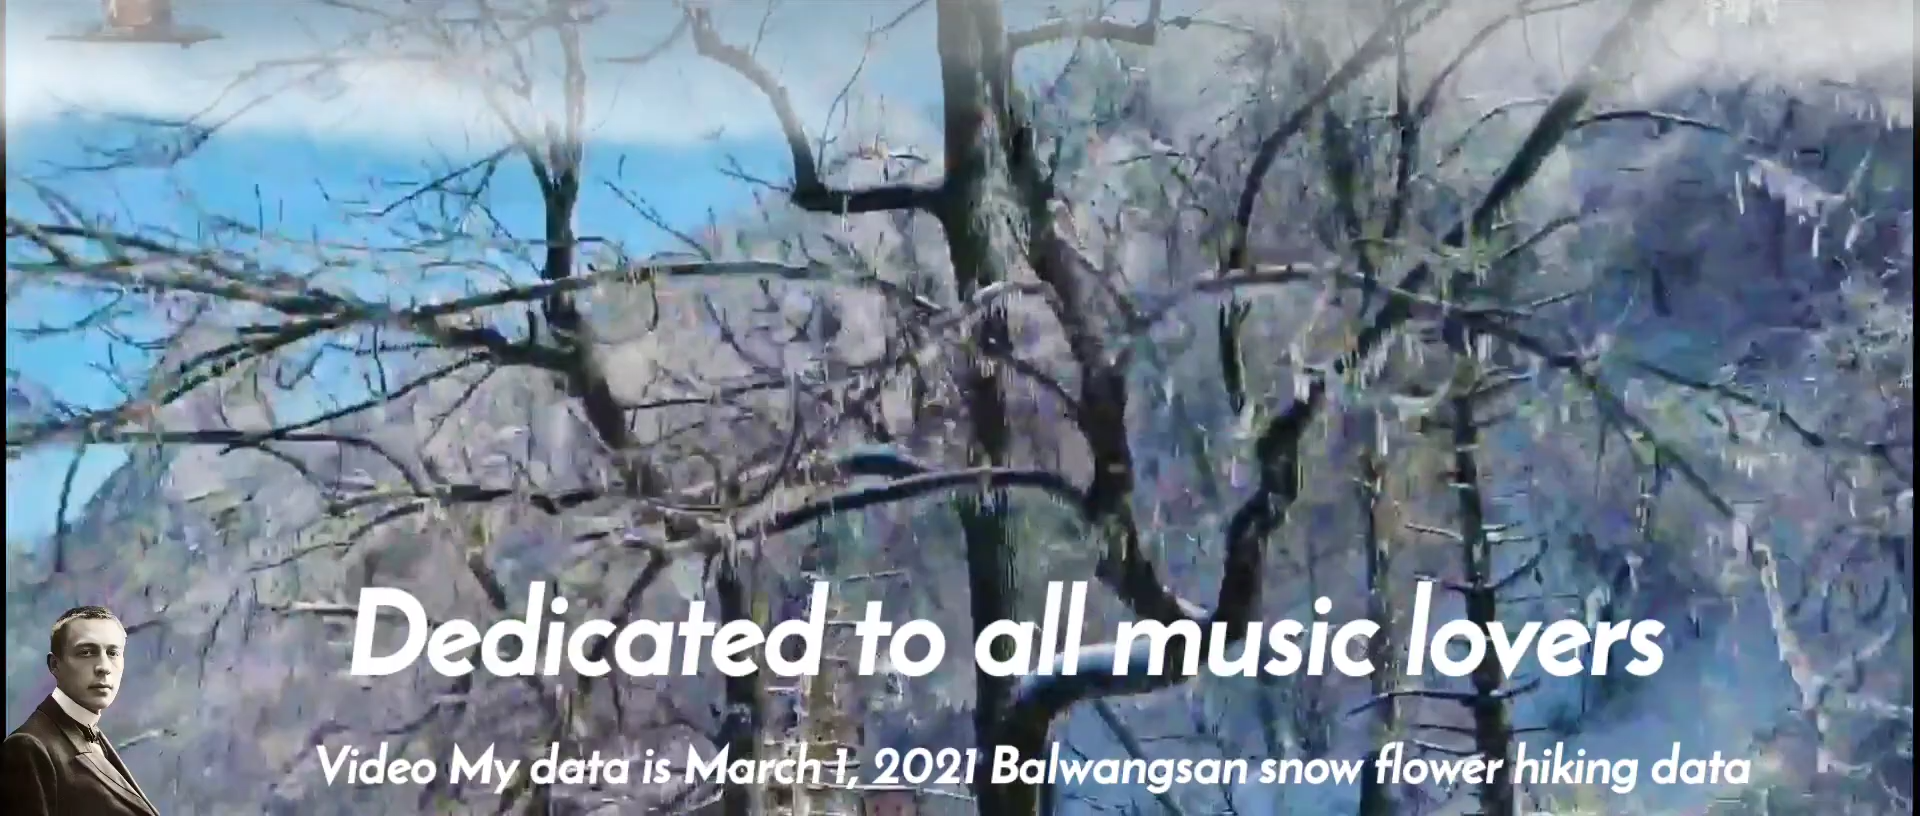 Dedicated to all music lovers
Video My data is March 1, 2021 Balwangsan snow flower hiking data